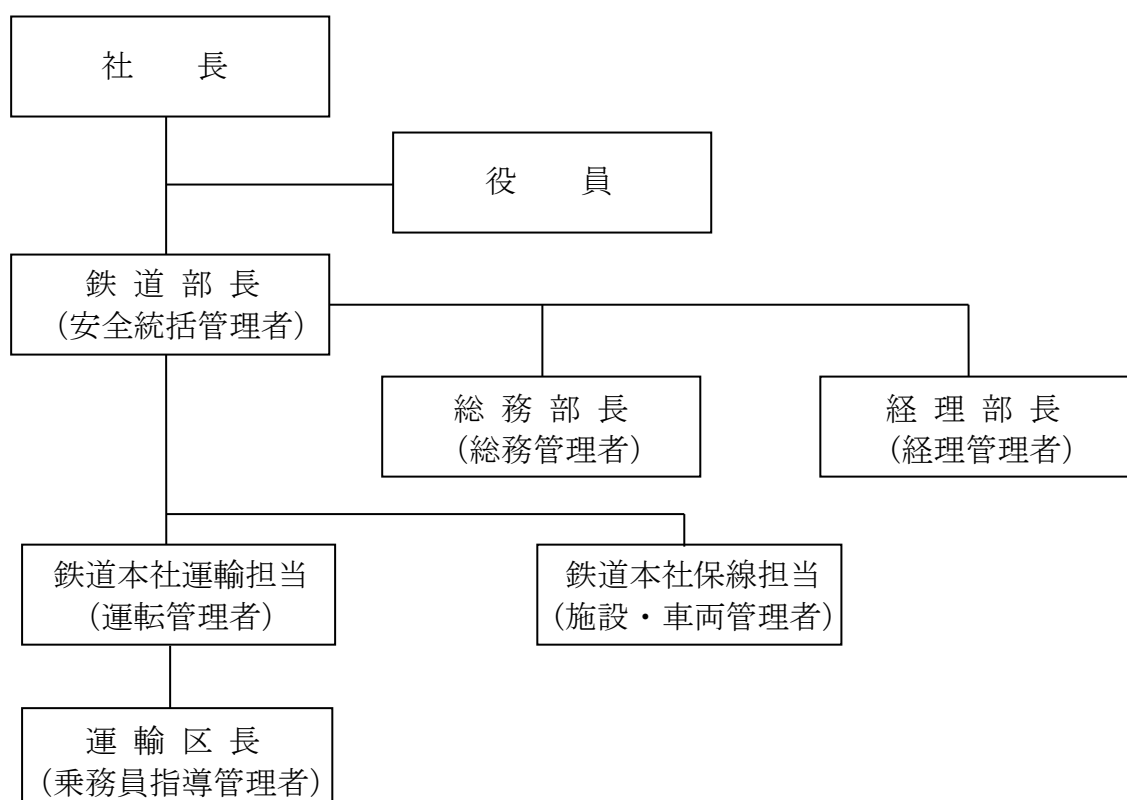 社　　長
役　　員
鉄 道 部 長
（安全統括管理者）
総 務 部 長
（総務管理者）
経 理 部 長
（経理管理者）
鉄道本社運輸担当
（運転管理者）
鉄道本社保線担当
（施設・車両管理者）
運 輸 区 長
（乗務員指導管理者）